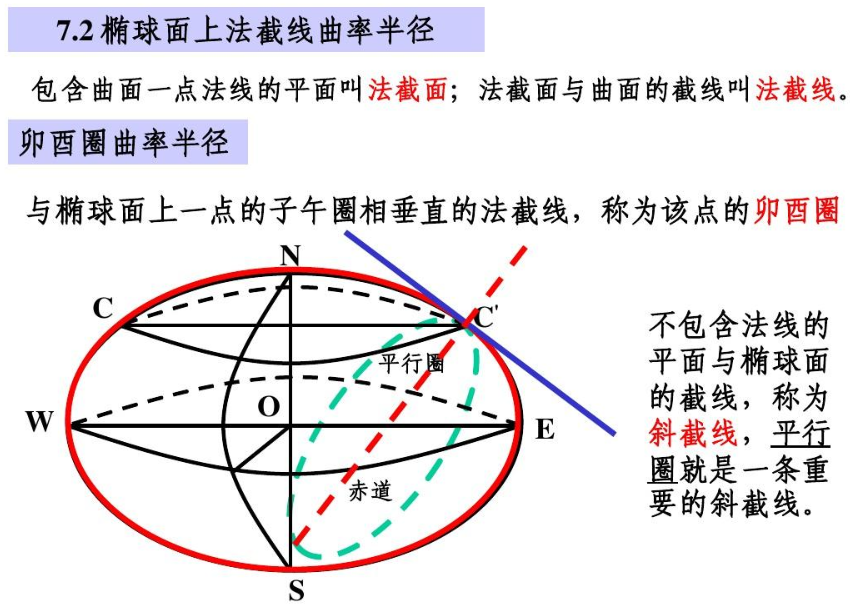 7.2 椭球面上法截线曲率半径
包含曲面一点法线的平面叫法截面；法截面与曲面的截线叫法截线。
卯酉圈曲率半径
与椭球面上一点的子午圈相垂直的法截线，称为该点的卯酉圈
N
C
C'
平行圈
W
O
E
赤道
S
不包含法线的
平面与椭球面
的截线，称为
斜截线，平行
圈就是一条重
要的斜截线。